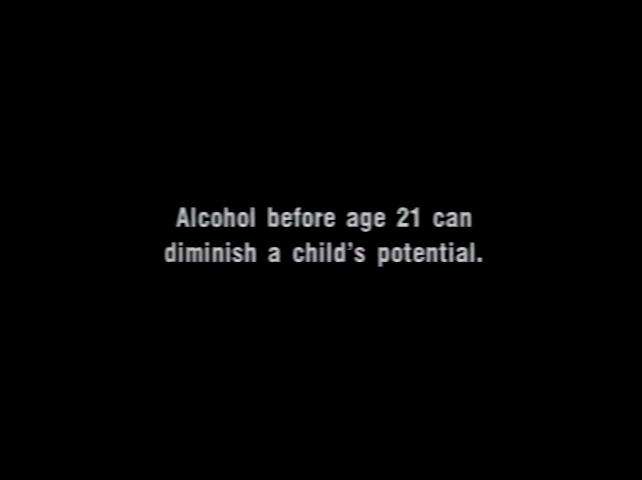 Alcohol before age 21 can
diminish a child's potential.